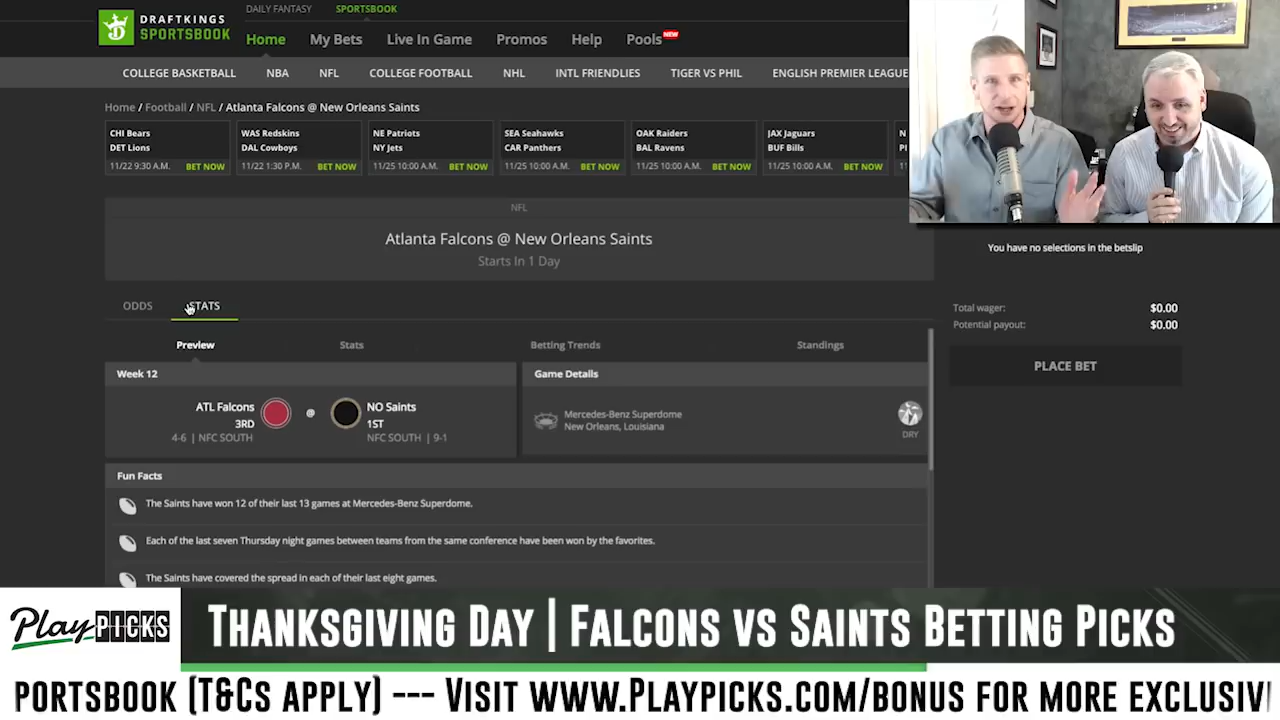 DRAFTKINGS
SPORTSBOOK
DAILY FANTASY
SPORTSBOOK
Home
My Bets
Live In Game
Promos
Help
Pools
NEW
COLLEGE BASKETBALL
NBA
NFL
COLLEGE FOOTBALL
NHL
INTL FRIENDLIES
TIGER VS PHIL
ENGLISH PREMIER LEAGUE
Home / Football / NFL / Atlanta Falcons @ New Orleans Saints
CHI Bears
DET Lions
11/22 9:30 A.M. BET NOW
WAS Redskins
DAL Cowboys
11/22 1:30 P.M. BET NOW
NE Patriots
NY Jets
11/25 10:00 A.M. BET NOW
SEA Seahawks
CAR Panthers
11/25 10:00 A.M. BET NOW
OAK Raiders
BAL Ravens
11/25 10:00 A.M. BET NOW
JAX Jaguars
BUF Bills
11/25 10:00 A.M. BET NOW
NFL
Atlanta Falcons @ New Orleans Saints
Starts In 1 Day
You have no selections in the betslip
Total wager: $0.00
Potential payout: $0.00
PLACE BET
ODDS
STATS
Preview
Stats
Betting Trends
Standings
Week 12
ATL Falcons
3RD
4-6 | NFC SOUTH
@
NO Saints
1ST
NFC SOUTH | 9-1
Game Details
Mercedes-Benz Superdome
New Orleans, Louisiana
DRY
Fun Facts
The Saints have won 12 of their last 13 games at Mercedes-Benz Superdome.
Each of the last seven Thursday night games between teams from the same conference have been won by the favorites.
The Saints have covered the spread in each of their last eight games.
PlayPICKS
THANKSGIVING DAY | FALCONS VS SAINTS BETTING PICKS
PORTSBOOK (T&CS APPLY) --- VISIT WWW.PLAYPICKS.COM/BONUS FOR MORE EXCLUSIV